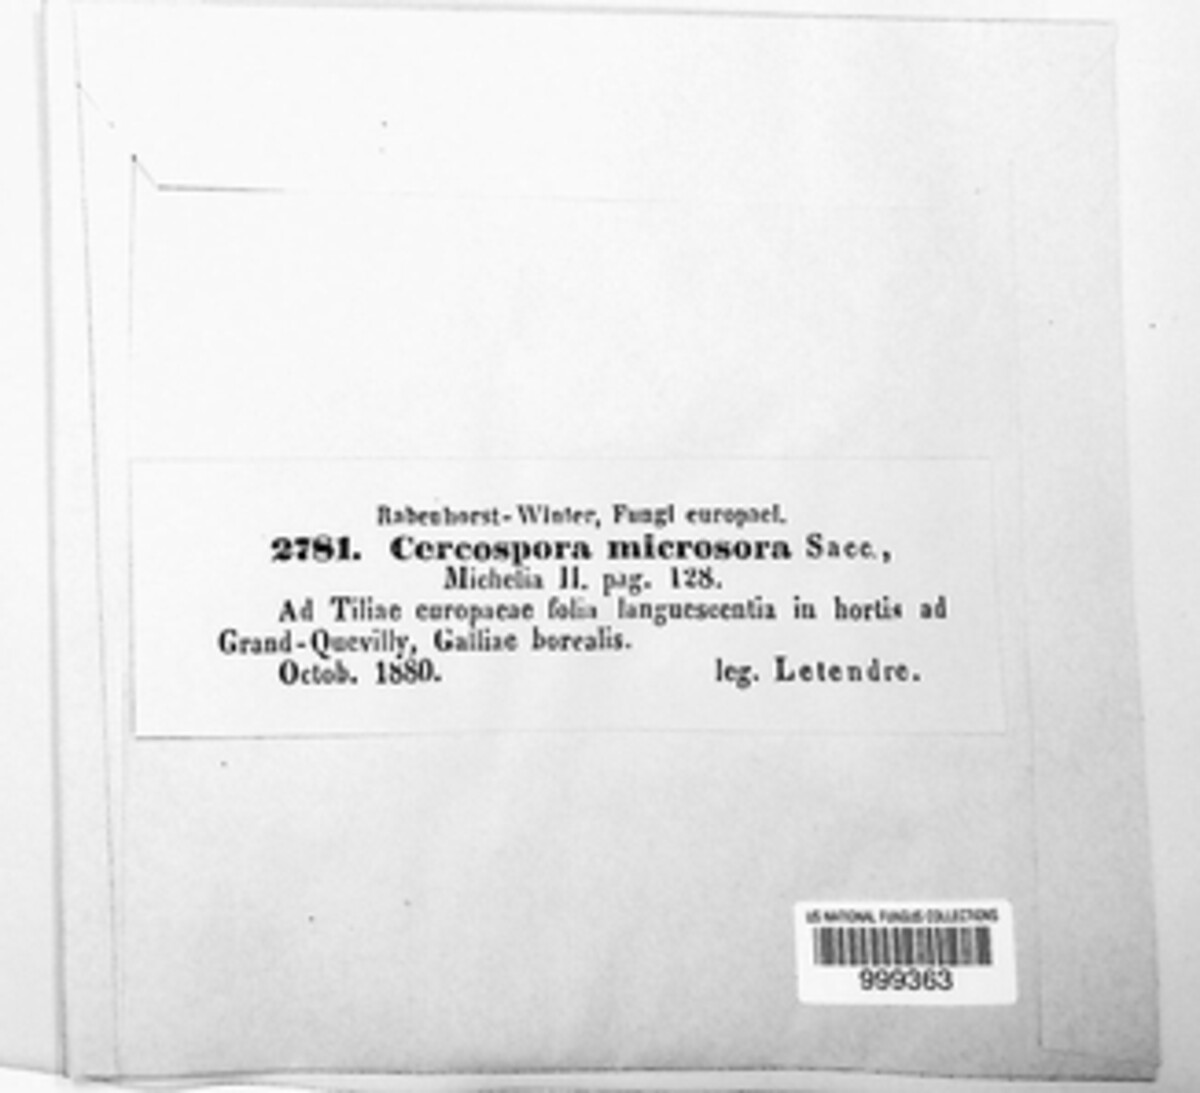 Rabenhorst-Winter, Fungi europaei.
2781. Cercospora microsora Sacc.,
Michelia II. pag. 128.
Ad Tiliae europaeae folia languescentia in hortis ad
Grand-Quevilly, Galliae borealis.
Octob. 1880. leg. Letendre.
US NATIONAL FUNGUS COLLECTIONS
999363